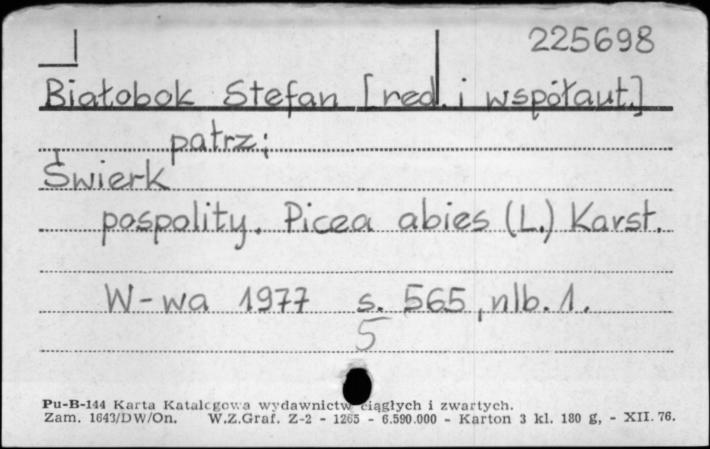 225698
Białobok Stefan [red. i współaut.]
patrz:
Świerk
pospolity. Picea abies (L.) Karst.
W-wa 1977 s. 565, nlb. 1.
5
Pu-B-144 Karta Katalogowa wydawnictw ciągłych i zwartych.
Zam. 1643/DW/On. W.Z.Graf. Z-2 - 1265 - 6.590.000 - Karton 3 kl. 180 g, - XII. 76.